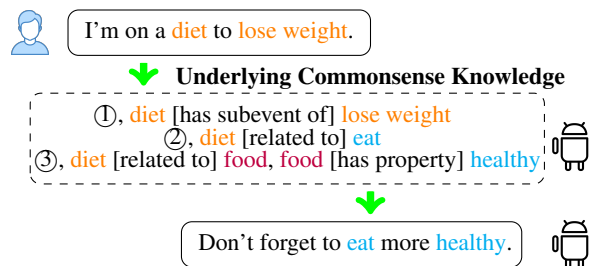 I'm on a diet to lose weight.
Underlying Commonsense Knowledge
①, diet [has subevent of] lose weight
②, diet [related to] eat
③, diet [related to] food, food [has property] healthy
Don't forget to eat more healthy.